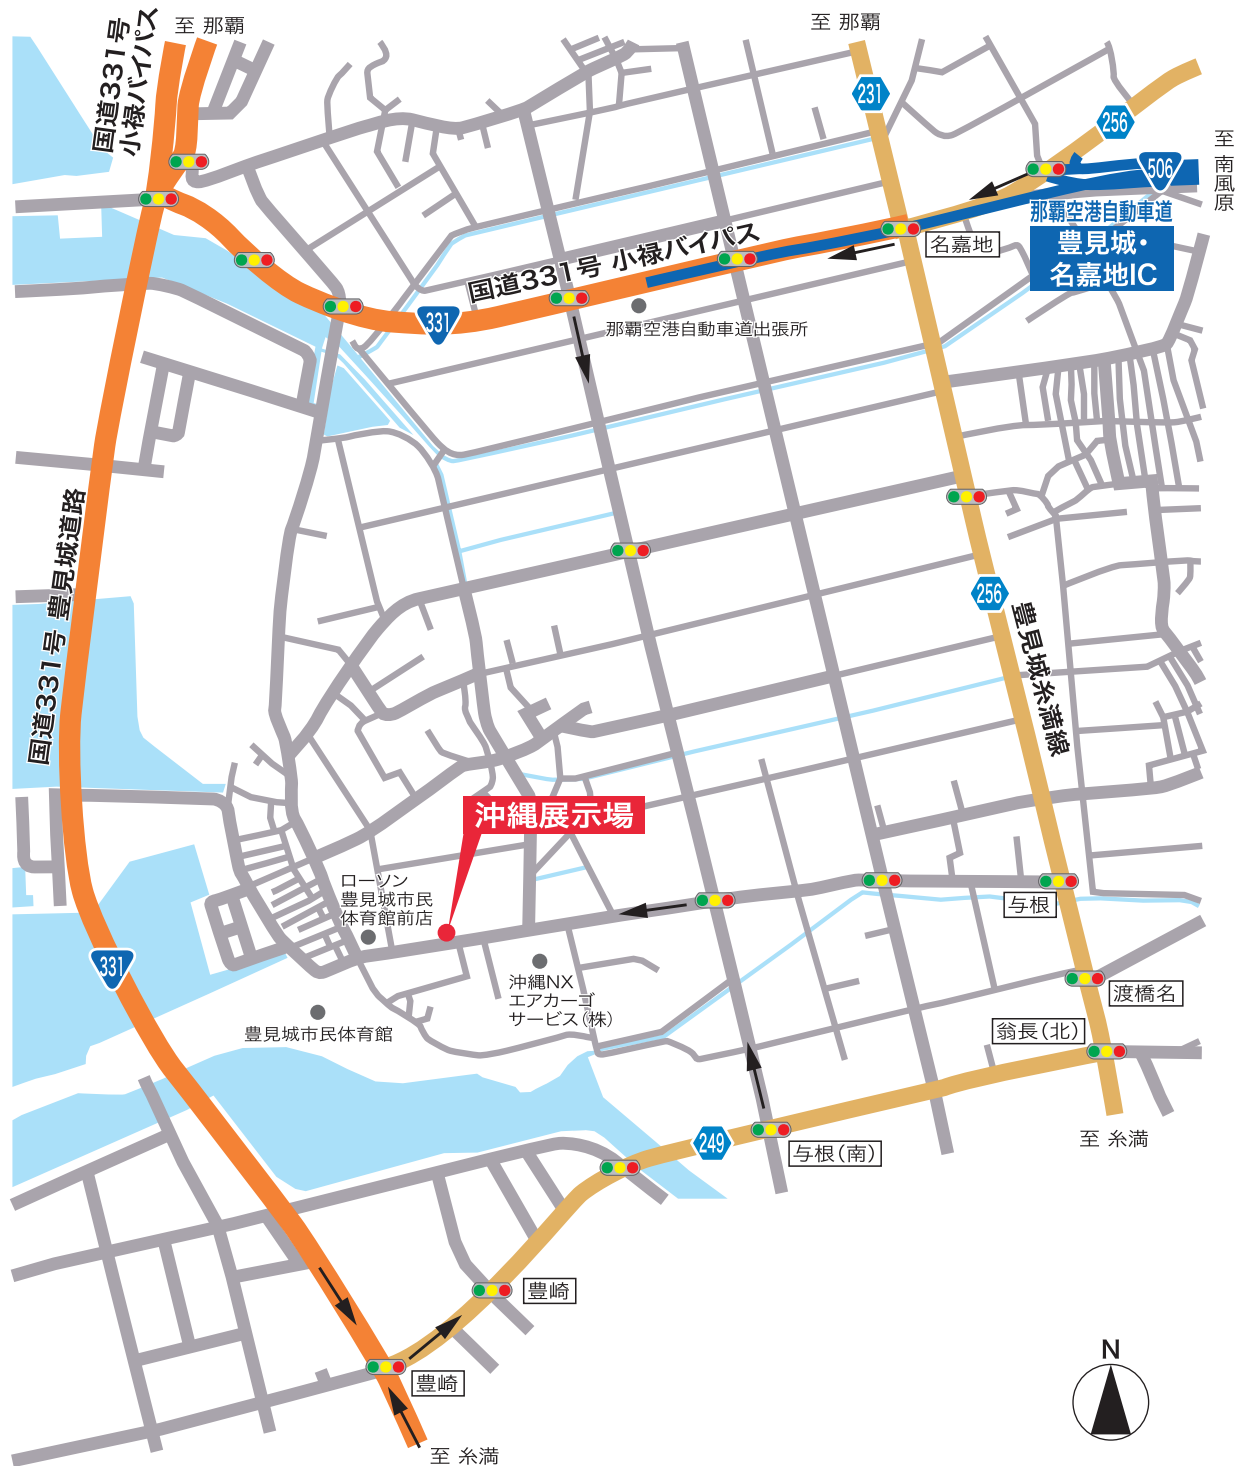 至 那覇
国道331号
小禄バイパス
至 那覇
231
256
至
南
風
原
506
那覇空港自動車道
豊見城・
名嘉地IC
名嘉地
国道331号 小禄バイパス
331
那覇空港自動車道出張所
国道331号 豊見城道路
256
豊見城糸満線
沖縄展示場
ローソン
豊見城市民
体育館前店
与根
331
沖縄NX
エアカーゴ
サービス(株)
渡橋名
豊見城市民体育館
翁長(北)
249
与根(南)
至 糸満
豊崎
豊崎
至 糸満
N